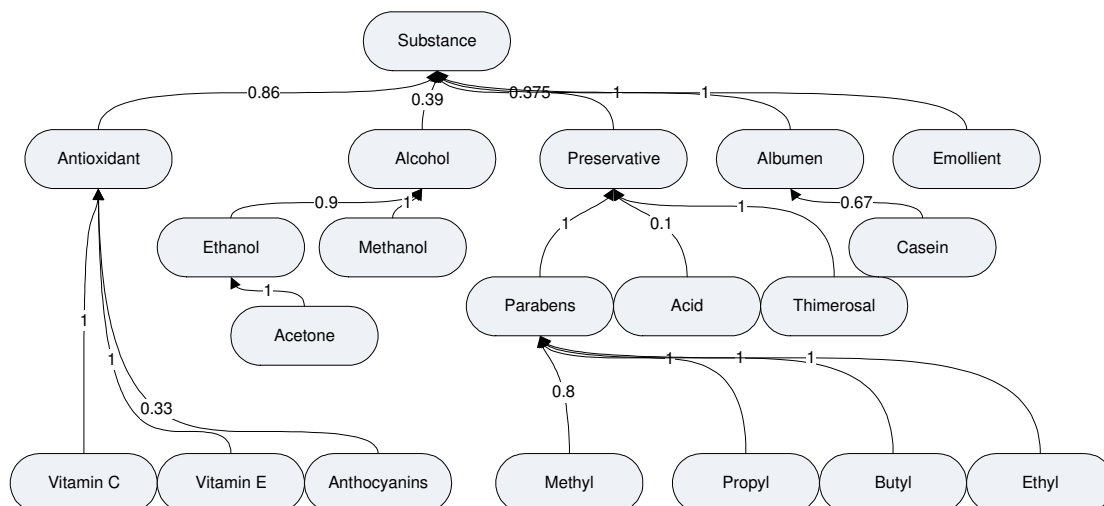 Substance
0.86
0.39
0.375
1
1
Antioxidant
Alcohol
Preservative
Albumen
Emollient
0.9
1
1
0.1
1
0.67
Ethanol
Methanol
Casein
1
Parabens
Acid
Thimerosal
Acetone
1
1
0.33
0.8
1
1
1
Vitamin C
Vitamin E
Anthocyanins
Methyl
Propyl
Butyl
Ethyl